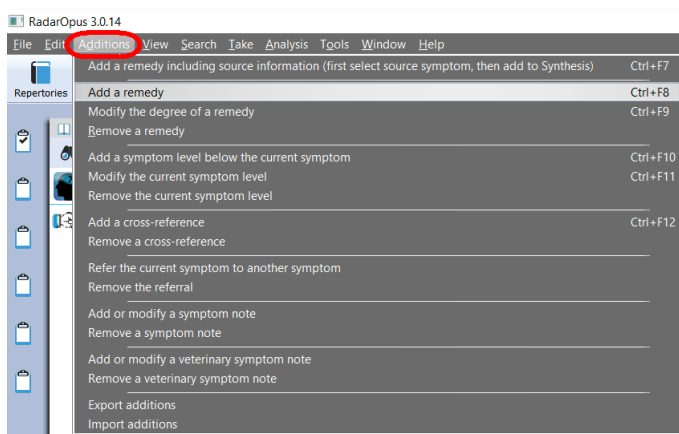 RadarOpus 3.0.14
File Edit Additions View Search Take Analysis Tools Window Help
Add a remedy including source information (first select source symptom, then add to Synthesis) Ctrl+F7
Repertories
Add a remedy Ctrl+F8
Modify the degree of a remedy Ctrl+F9
Remove a remedy
Add a symptom level below the current symptom Ctrl+F10
Modify the current symptom level Ctrl+F11
Remove the current symptom level
Add a cross-reference Ctrl+F12
Remove a cross-reference
Refer the current symptom to another symptom
Remove the referral
Add or modify a symptom note
Remove a symptom note
Add or modify a veterinary symptom note
Remove a veterinary symptom note
Export additions
Import additions